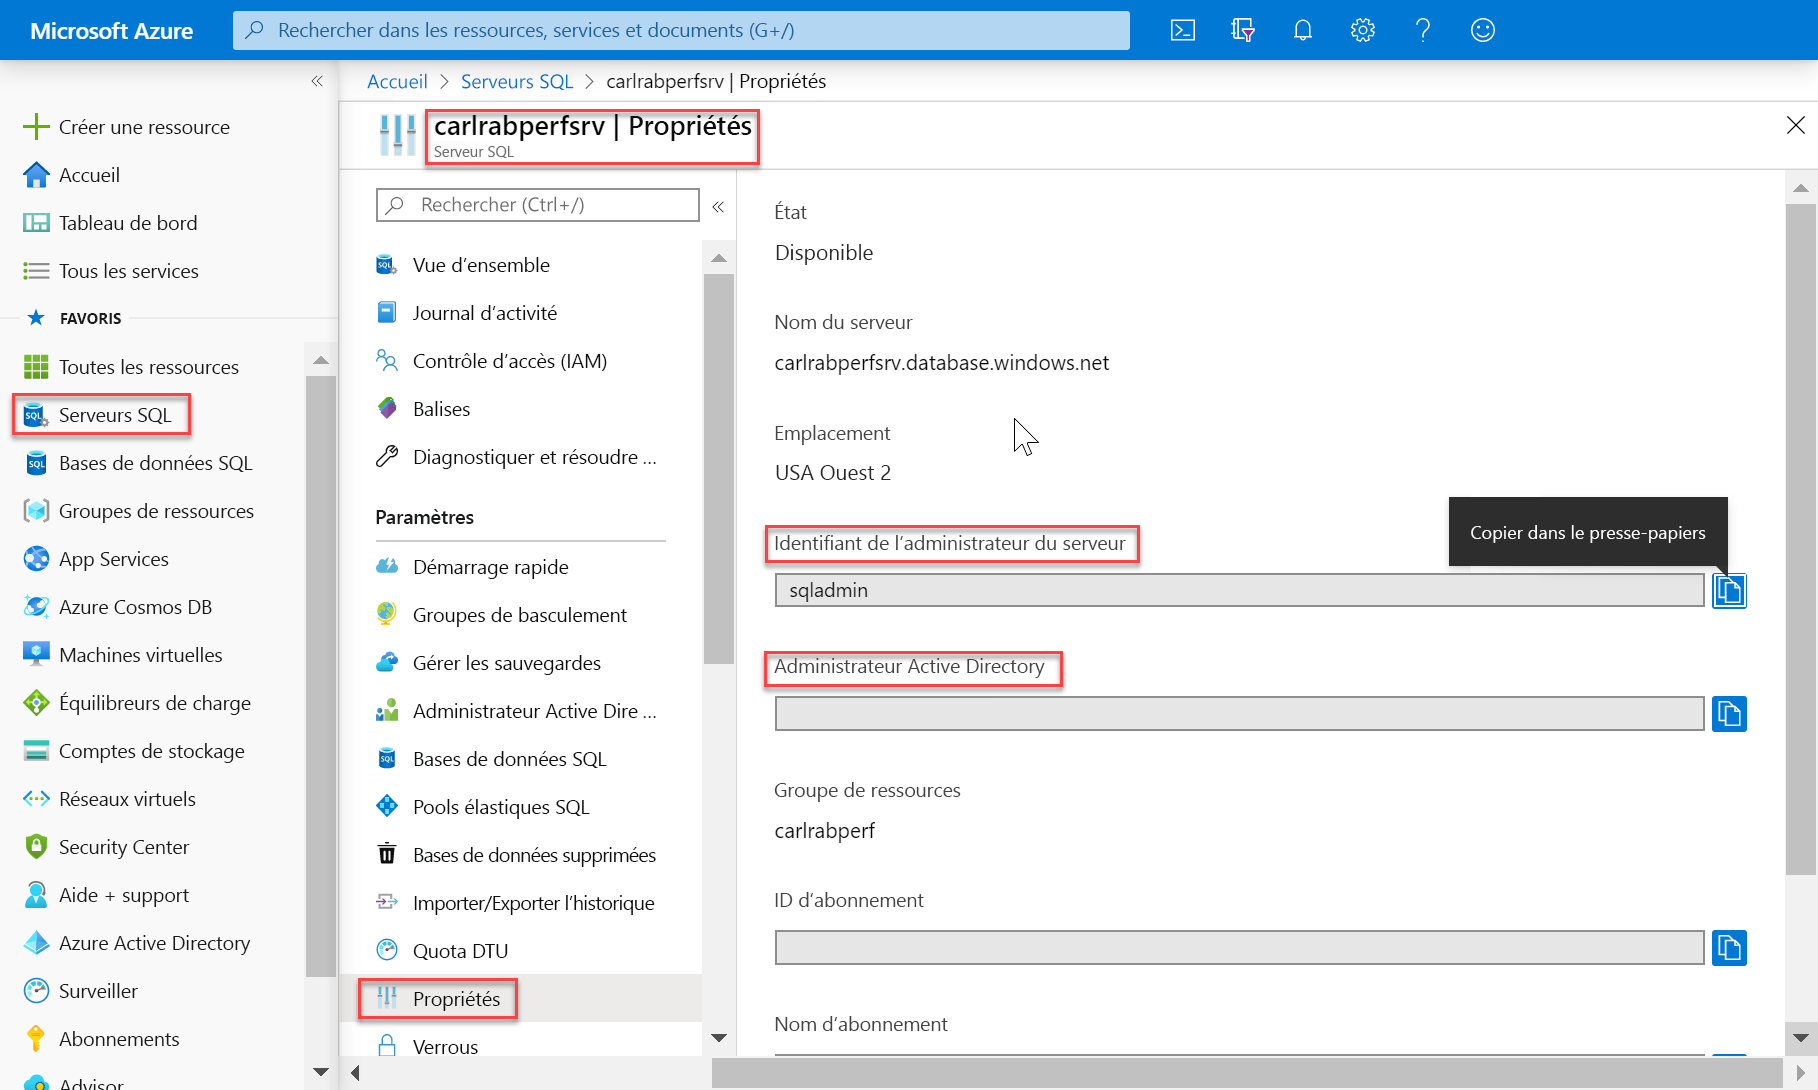 Microsoft Azure
Rechercher dans les ressources, services et documents (G+/)
«
Créer une ressource
Accueil
Tableau de bord
Tous les services
FAVORIS
Toutes les ressources
Serveurs SQL
Bases de données SQL
Groupes de ressources
App Services
Azure Cosmos DB
Machines virtuelles
Équilibreurs de charge
Comptes de stockage
Réseaux virtuels
Security Center
Aide + support
Azure Active Directory
Surveiller
Abonnements
Advisor
Accueil > Serveurs SQL > carlrabperfsrv | Propriétés
carlrabperfsrv | Propriétés
Serveur SQL
Rechercher (Ctrl+/)
«
Vue d’ensemble
Journal d’activité
Contrôle d’accès (IAM)
Balises
Diagnostiquer et résoudre ...
Paramètres
Démarrage rapide
Groupes de basculement
Gérer les sauvegardes
Administrateur Active Dire ...
Bases de données SQL
Pools élastiques SQL
Bases de données supprimées
Importer/Exporter l’historique
Quota DTU
Propriétés
Verrous
État
Disponible
Nom du serveur
carlrabperfsrv.database.windows.net
Emplacement
USA Ouest 2
Identifiant de l’administrateur du serveur
Copier dans le presse-papiers
sqladmin
Administrateur Active Directory
Groupe de ressources
carlrabperf
ID d’abonnement
Nom d’abonnement